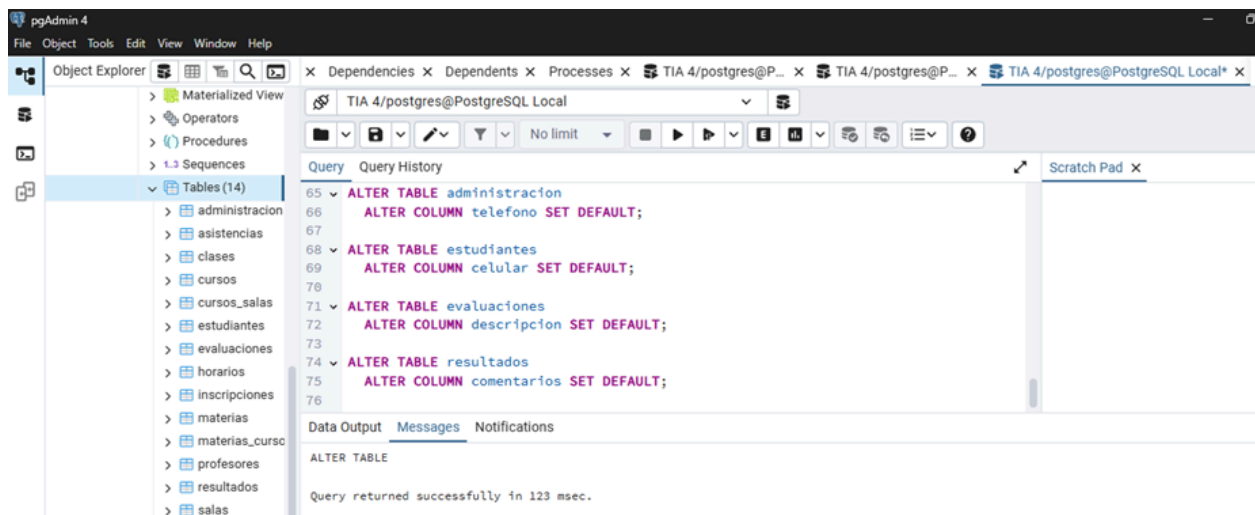 pgAdmin 4
File Object Tools Edit View Window Help
Object Explorer
Dependencies Dependents Processes TIA 4/postgres@P... TIA 4/postgres@P... TIA 4/postgres@PostgreSQL Local*
Materialized View
Operators
Procedures
1..3 Sequences
Tables (14)
administracion
asistencias
clases
cursos
cursos_salas
estudiantes
evaluaciones
horarios
inscripciones
materias
materias_curso
profesores
resultados
salas
TIA 4/postgres@PostgreSQL Local
No limit
Query Query History
Scratch Pad
65 ALTER TABLE administracion
66 ALTER COLUMN telefono SET DEFAULT;
67
68 ALTER TABLE estudiantes
69 ALTER COLUMN celular SET DEFAULT;
70
71 ALTER TABLE evaluaciones
72 ALTER COLUMN descripcion SET DEFAULT;
73
74 ALTER TABLE resultados
75 ALTER COLUMN comentarios SET DEFAULT;
76
Data Output Messages Notifications
ALTER TABLE
Query returned successfully in 123 msec.